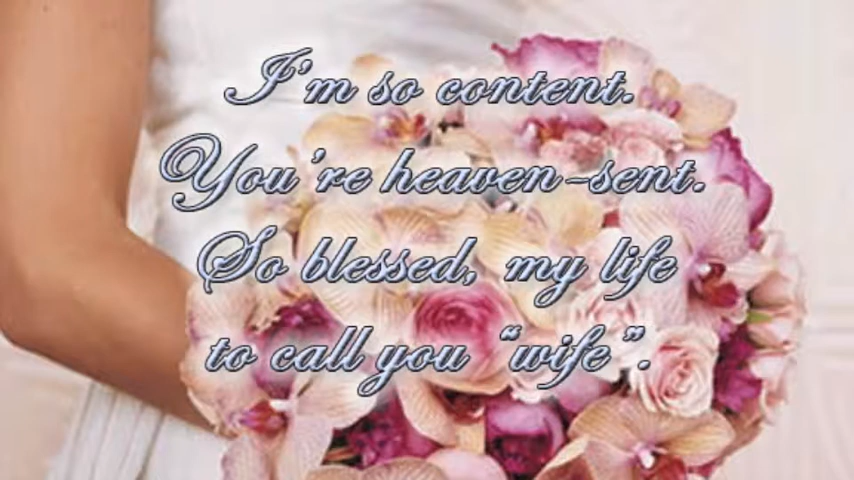 I'm so content.
You're heaven-sent.
So blessed, my life
to call you “wife”.